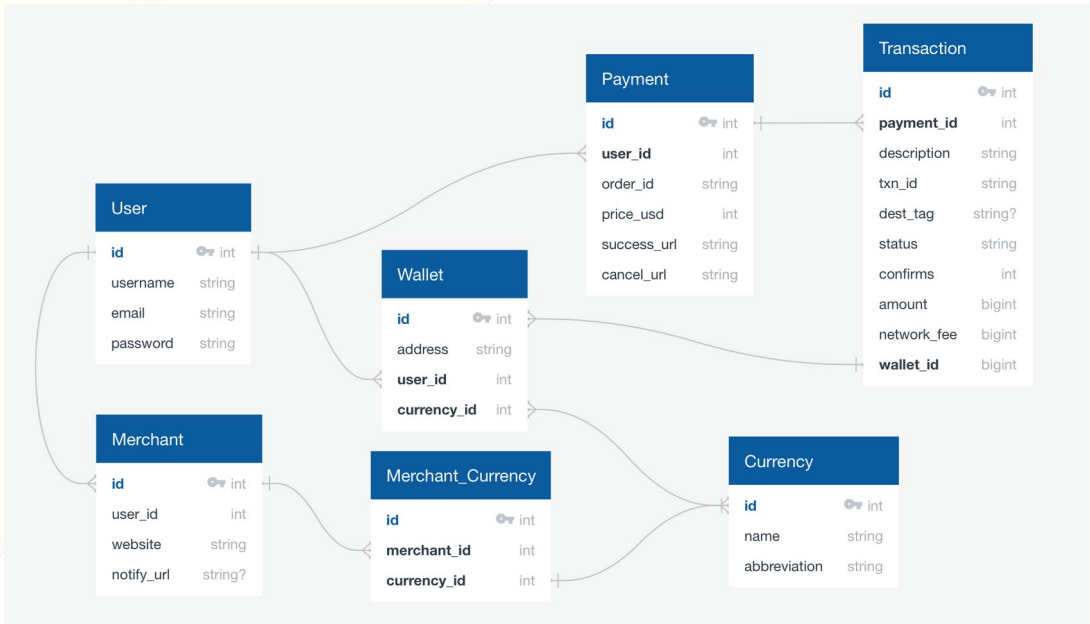 User
id int
username string
email string
password string
Merchant
id int
user_id int
website string
notify_url string?
Wallet
id int
address string
user_id int
currency_id int
Merchant_Currency
id int
merchant_id int
currency_id int
Payment
id int
user_id int
order_id string
price_usd int
success_url string
cancel_url string
Transaction
id int
payment_id int
description string
txn_id string
dest_tag string?
status string
confirms int
amount bigint
network_fee bigint
wallet_id bigint
Currency
id int
name string
abbreviation string